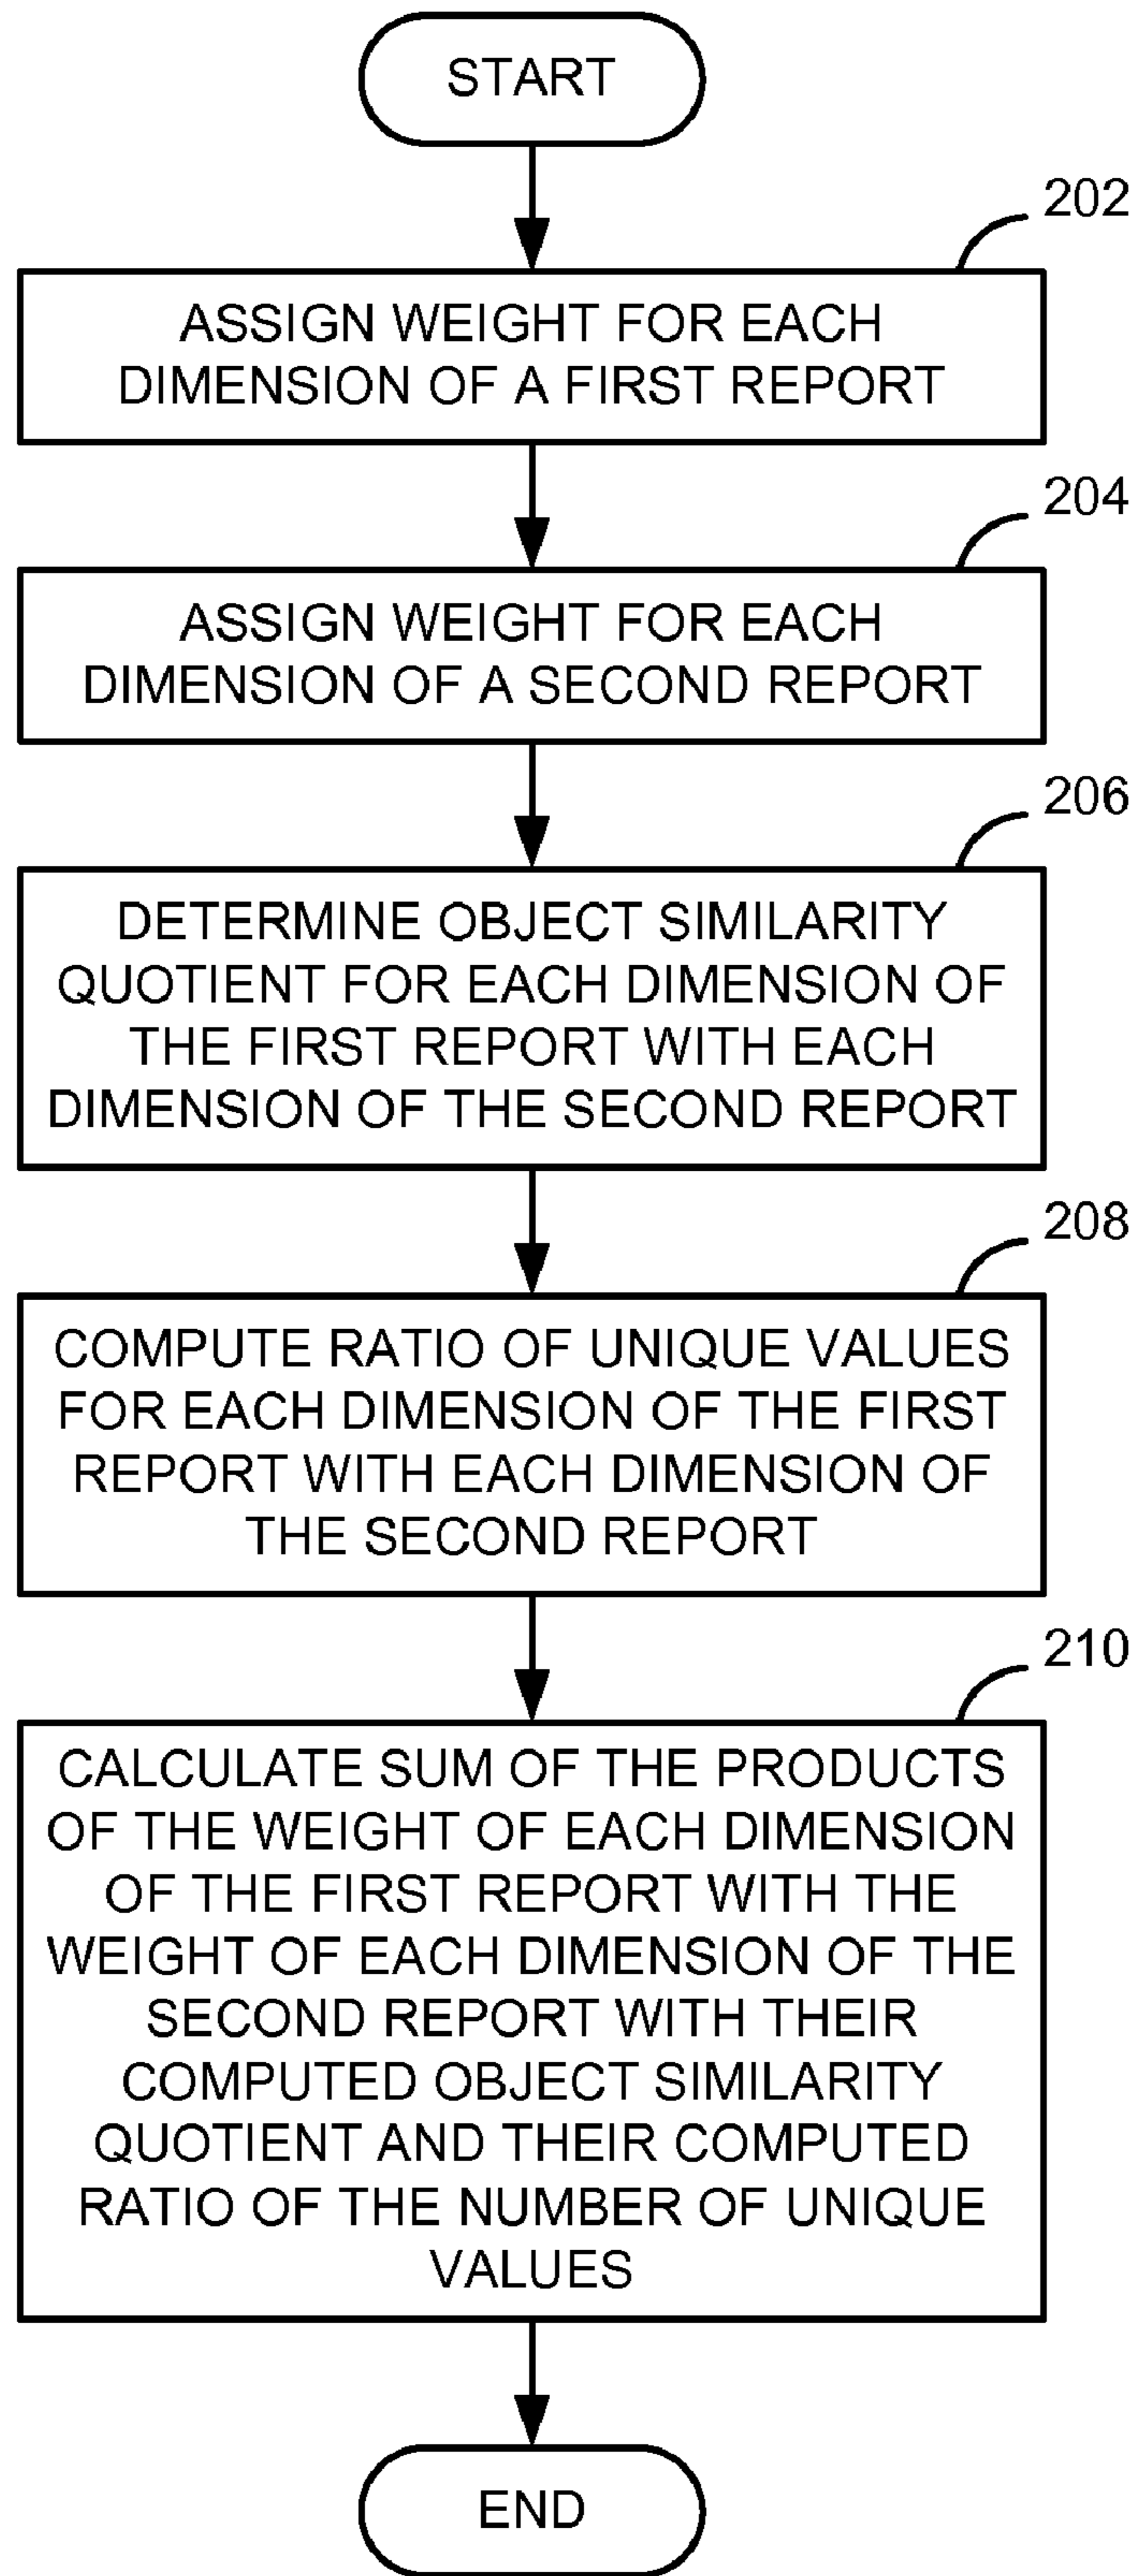 START
202
ASSIGN WEIGHT FOR EACH
DIMENSION OF A FIRST REPORT
204
ASSIGN WEIGHT FOR EACH
DIMENSION OF A SECOND REPORT
206
DETERMINE OBJECT SIMILARITY
QUOTIENT FOR EACH DIMENSION OF
THE FIRST REPORT WITH EACH
DIMENSION OF THE SECOND REPORT
208
COMPUTE RATIO OF UNIQUE VALUES
FOR EACH DIMENSION OF THE FIRST
REPORT WITH EACH DIMENSION OF
THE SECOND REPORT
210
CALCULATE SUM OF THE PRODUCTS
OF THE WEIGHT OF EACH DIMENSION
OF THE FIRST REPORT WITH THE
WEIGHT OF EACH DIMENSION OF THE
SECOND REPORT WITH THEIR
COMPUTED OBJECT SIMILARITY
QUOTIENT AND THEIR COMPUTED
RATIO OF THE NUMBER OF UNIQUE
VALUES
END